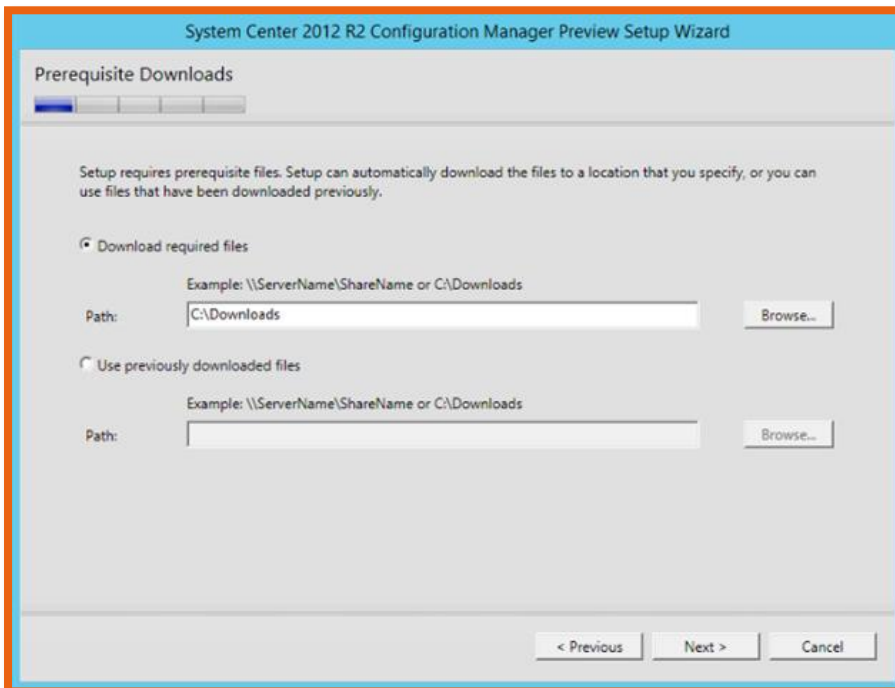 System Center 2012 R2 Configuration Manager Preview Setup Wizard
Prerequisite Downloads
Setup requires prerequisite files. Setup can automatically download the files to a location that you specify, or you can
use files that have been downloaded previously.
Download required files
Example: \\ServerName\ShareName or C:\Downloads
Path:
C:\Downloads
Browse...
Use previously downloaded files
Example: \\ServerName\ShareName or C:\Downloads
Path:
Browse...
< Previous
Next >
Cancel